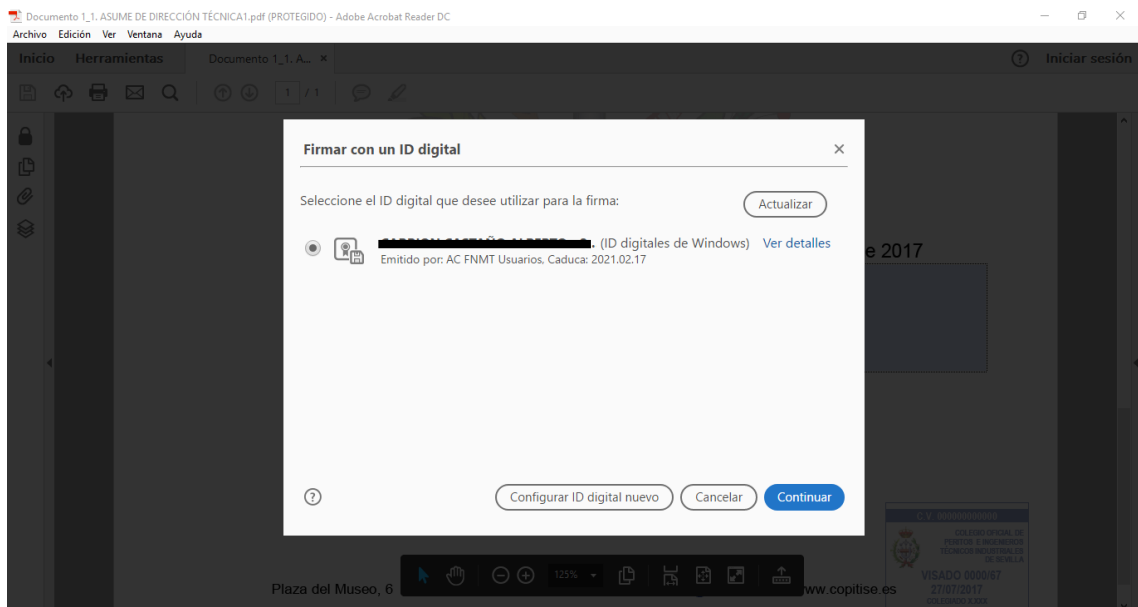 Documento 1_1. ASUME DE DIRECCIÓN TÉCNICA1.pdf (PROTEGIDO) - Adobe Acrobat Reader DC
Archivo Edición Ver Ventana Ayuda
Inicio Herramientas Documento 1_1. A... × Iniciar sesión
1 / 1
Firmar con un ID digital
Seleccione el ID digital que desee utilizar para la firma: Actualizar
(ID digitales de Windows) Ver detalles
Emitido por: AC FNMT Usuarios, Caduca: 2021.02.17
e 2017
Configurar ID digital nuevo Cancelar Continuar
C.V. 000000000000
COLEGIO OFICIAL DE
PERITOS E INGENIEROS
TÉCNICOS INDUSTRIALES
DE SEVILLA
125%
VISADO 0000/67
Plaza del Museo, 6 www.copitise.es
27/07/2017